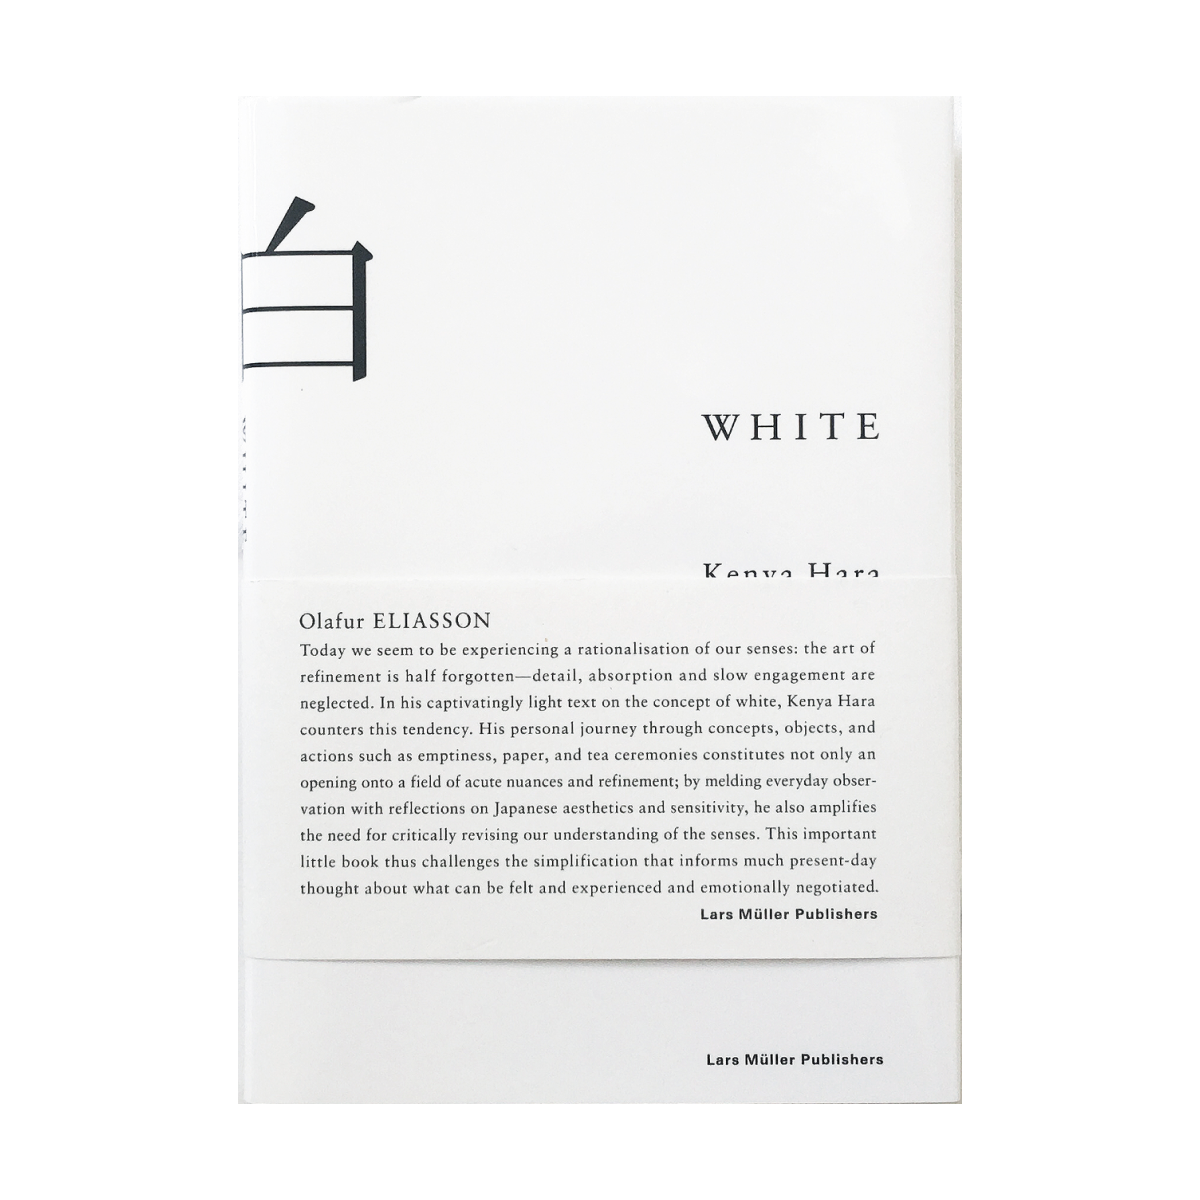 白
WHITE
WHITE
Kenya Hara
Olafur ELIASSON
Today we seem to be experiencing a rationalisation of our senses: the art of
refinement is half forgotten—detail, absorption and slow engagement are
neglected. In his captivatingly light text on the concept of white, Kenya Hara
counters this tendency. His personal journey through concepts, objects, and
actions such as emptiness, paper, and tea ceremonies constitutes not only an
opening onto a field of acute nuances and refinement; by melding everyday obser-
vation with reflections on Japanese aesthetics and sensitivity, he also amplifies
the need for critically revising our understanding of the senses. This important
little book thus challenges the simplification that informs much present-day
thought about what can be felt and experienced and emotionally negotiated.
Lars Müller Publishers
Lars Müller Publishers